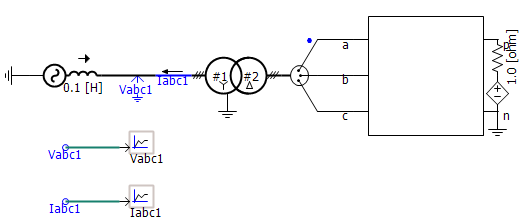 a
p
1.0 [ohm]
#1
#2
Iabc1
b
0.1 [H]
Vabc1
Y
Δ
c
n
Vabc1
Vabc1
Iabc1
Iabc1